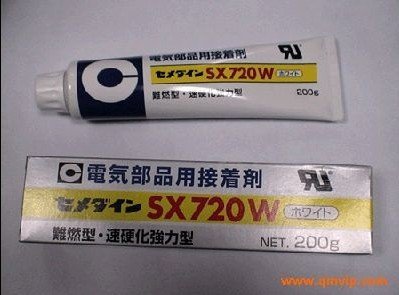 電気部品用接着剤
セメダイン SX720W ホワイト
難燃型・速硬化強力型
200g
電気部品用接着剤
セメダイン SX720W ホワイト
難燃型・速硬化強力型
NET. 200g
www.qmvip.com